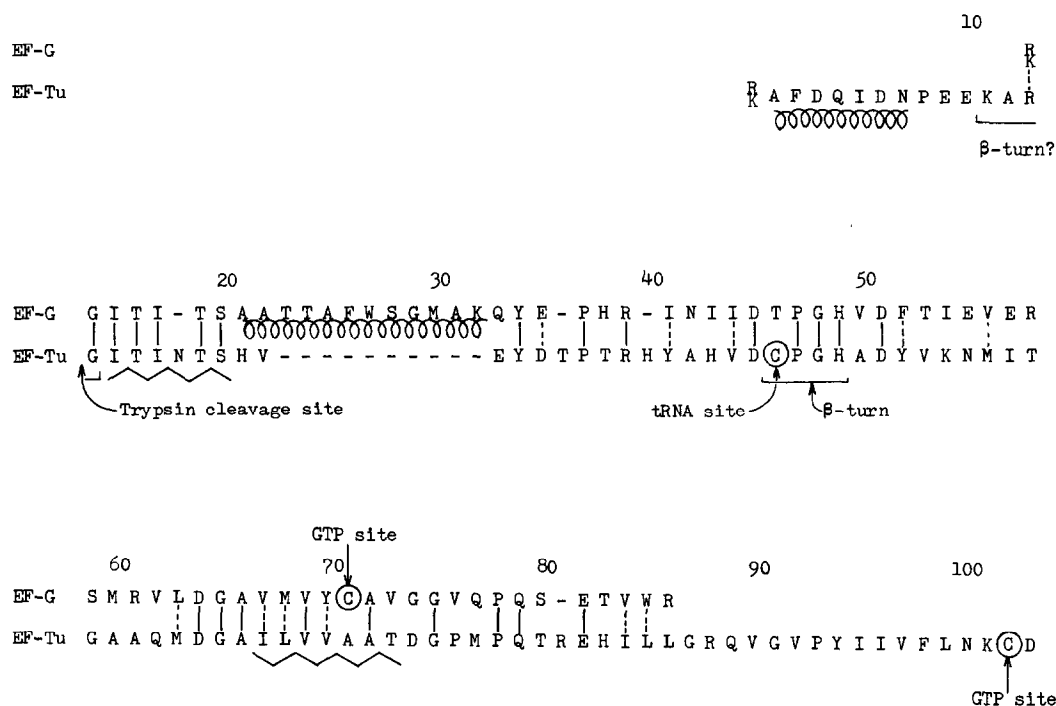 10
EF-G R K
EF-Tu R K A F D Q I D N P E E K A R
β-turn?
20 30 40 50
EF-G G I T I - T S A A T T A F W S G M A K Q Y E - P H R - I N I I D T P G H V D F T I E V E R
EF-Tu G I T I N T S H V - - - - - - - - - - E Y D T P T R H Y A H V D C P G H A D Y V K N M I T
Trypsin cleavage site tRNA site β-turn
GTP site
60 70 80 90 100
EF-G S M R V L D G A V M V Y C A V G G V Q P Q S - E T V W R
EF-Tu G A A Q M D G A I L V V A A T D G P M P Q T R E H I L L G R Q V G V P Y I I V F L N K C D
GTP site